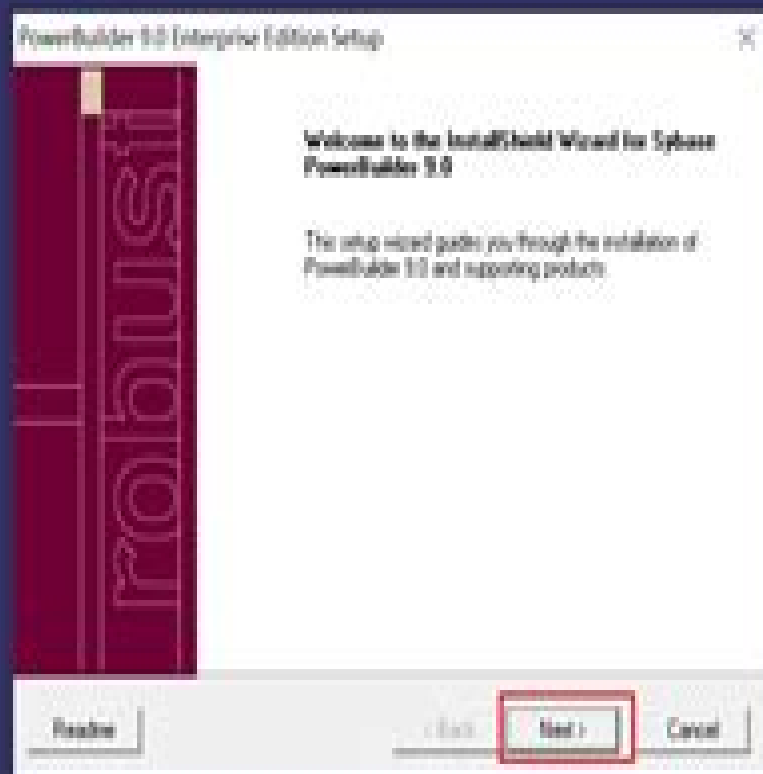 PowerBuilder 9.0 Enterprise Edition Setup
Welcome to the InstallShield Wizard for Sybase
PowerBuilder 9.0
The setup wizard guides you through the installation of
PowerBuilder 9.0 and supporting products
robust
Readme
< Back
Next >
Cancel